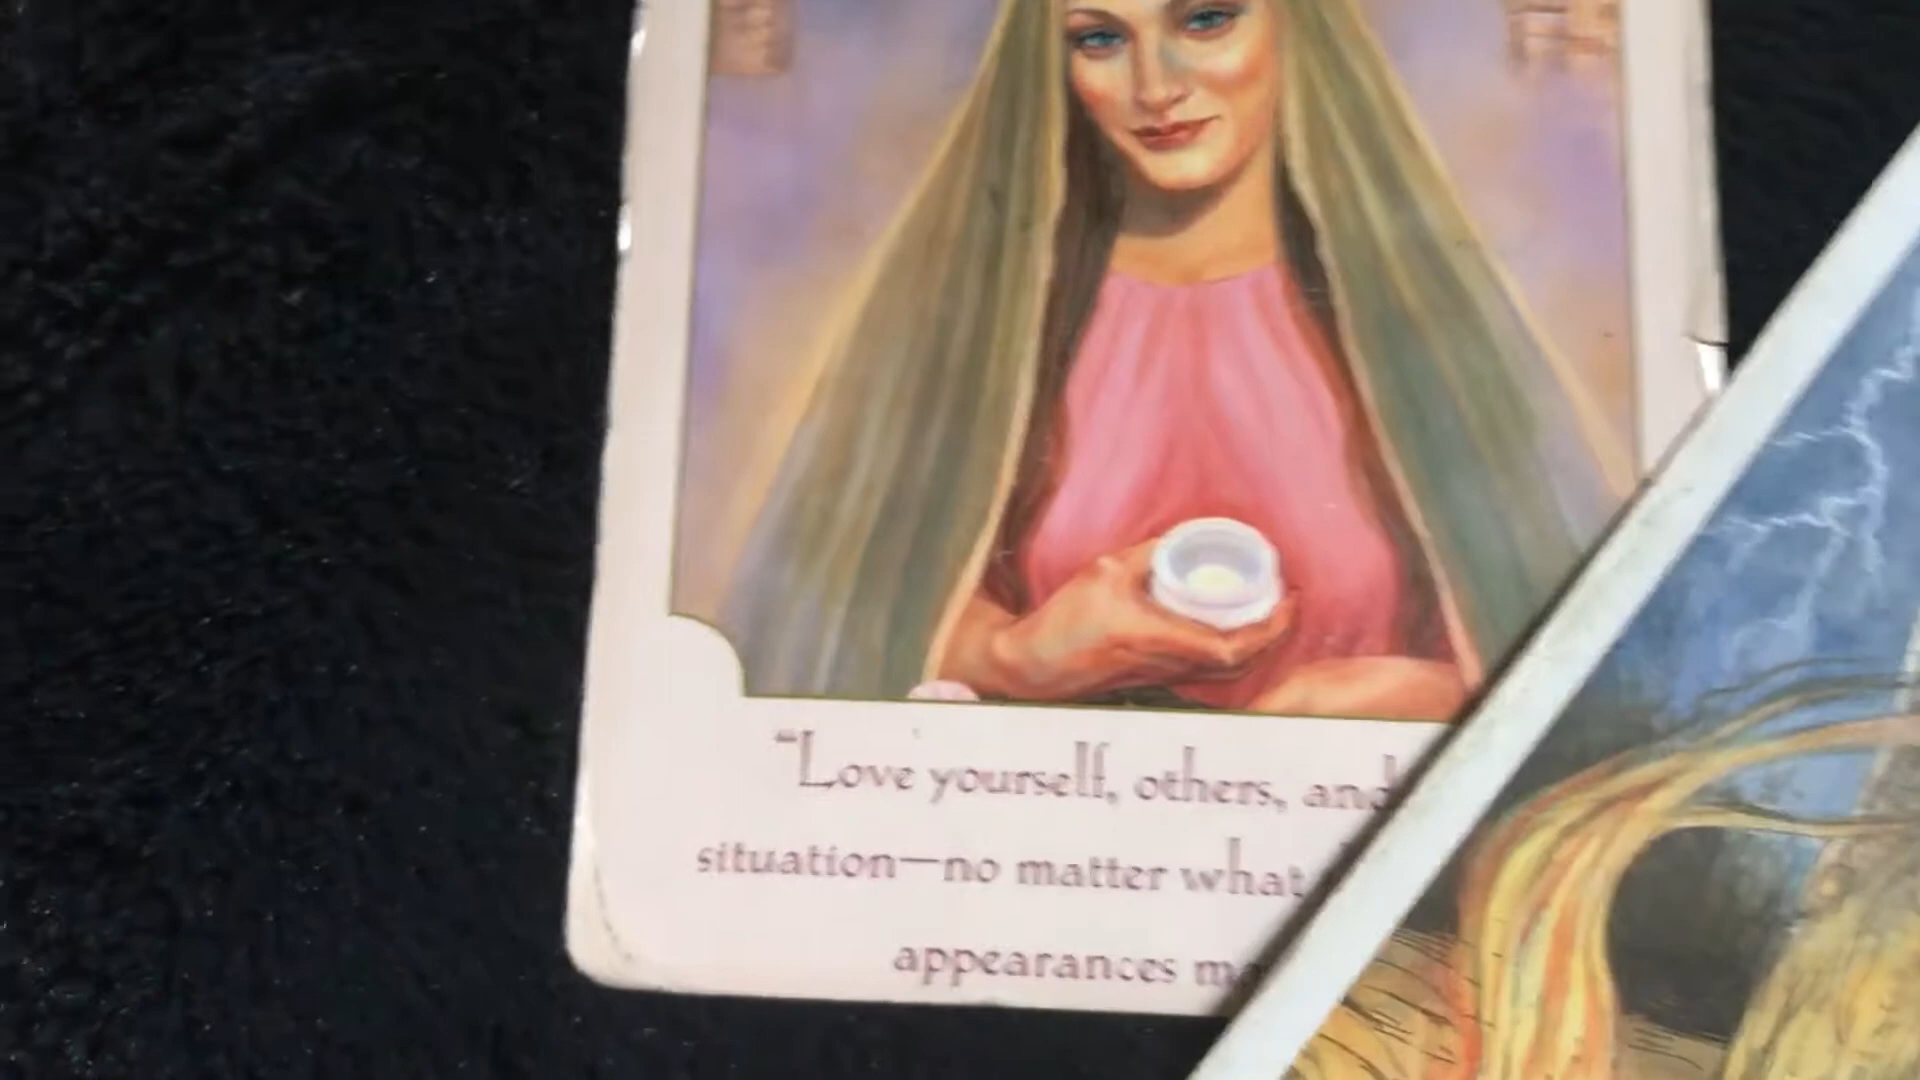 “Love yourself, others, and
situation—no matter what
appearances